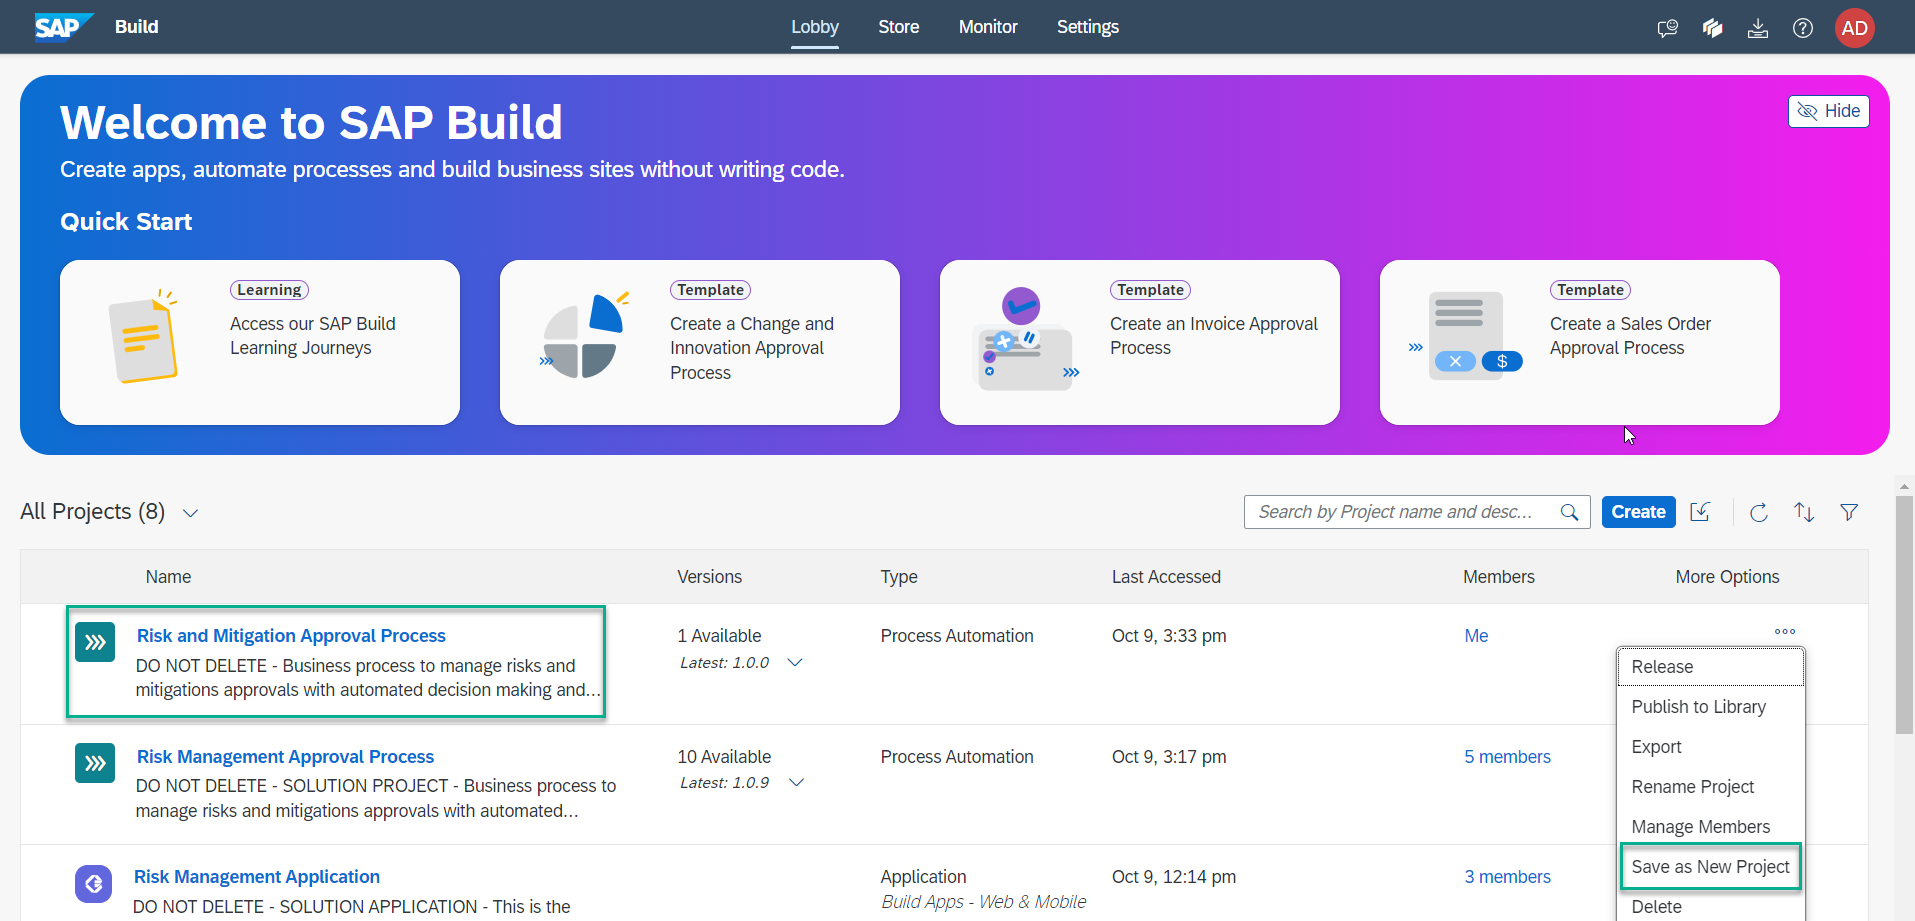 SAP Build Lobby Store Monitor Settings AD
Welcome to SAP Build
Hide
Create apps, automate processes and build business sites without writing code.
Quick Start
Learning
Access our SAP Build
Learning Journeys
Template
Create a Change and
Innovation Approval
Process
Template
Create an Invoice Approval
Process
$
Template
Create a Sales Order
Approval Process
All Projects (8)
Search by Project name and desc...
Create
Name Versions Type Last Accessed Members More Options
Risk and Mitigation Approval Process
DO NOT DELETE - Business process to manage risks and
mitigations approvals with automated decision making and...
1 Available
Latest: 1.0.0
Process Automation
Oct 9, 3:33 pm
Me
Risk Management Approval Process
DO NOT DELETE - SOLUTION PROJECT - Business process to
manage risks and mitigations approvals with automated...
10 Available
Latest: 1.0.9
Process Automation
Oct 9, 3:17 pm
5 members
Risk Management Application
DO NOT DELETE - SOLUTION APPLICATION - This is the
Application
Build Apps - Web & Mobile
Oct 9, 12:14 pm
3 members
Release
Publish to Library
Export
Rename Project
Manage Members
Save as New Project
Delete